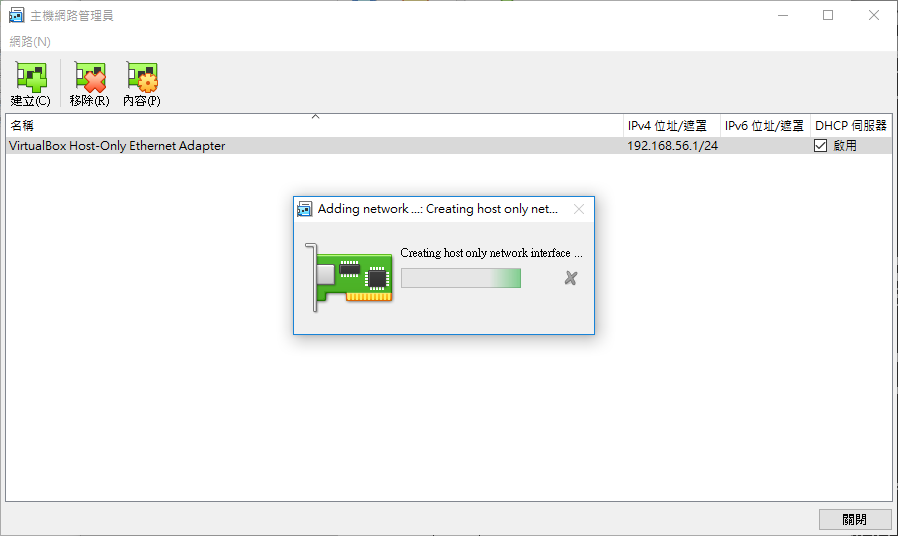 主機網路管理員
網路(N)
建立(C) 移除(R) 內容(P)
名稱 IPv4 位址/遮罩 IPv6 位址/遮罩 DHCP 伺服器
VirtualBox Host-Only Ethernet Adapter 192.168.56.1/24 啟用
Adding network ...: Creating host only net...
Creating host only network interface ...
關閉